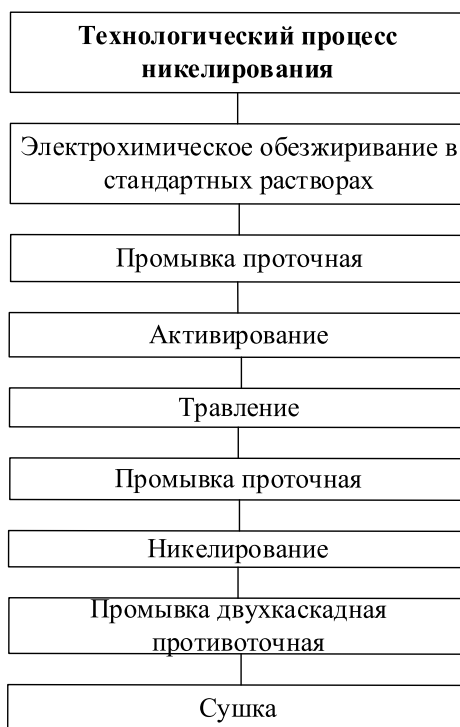 Технологический процесс
никелирования
Электрохимическое обезжиривание в
стандартных растворах
Промывка проточная
Активирование
Травление
Промывка проточная
Никелирование
Промывка двухкаскадная
противоточная
Сушка